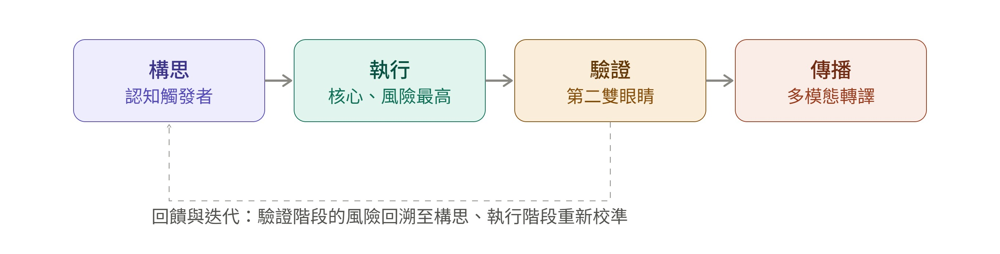 構思
認知觸發者
執行
核心、風險最高
驗證
第二雙眼睛
傳播
多模態轉譯
回饋與迭代：驗證階段的風險回溯至構思、執行階段重新校準